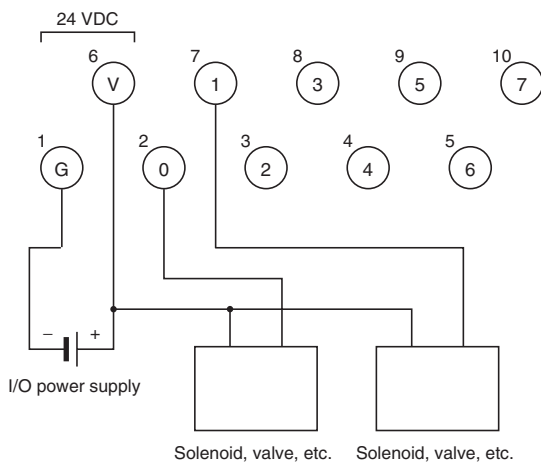 24 VDC
6 7 8 9 10
V 1 3 5 7
1 2 3 4 5
G 0 2 4 6
− +
I/O power supply
Solenoid, valve, etc. Solenoid, valve, etc.